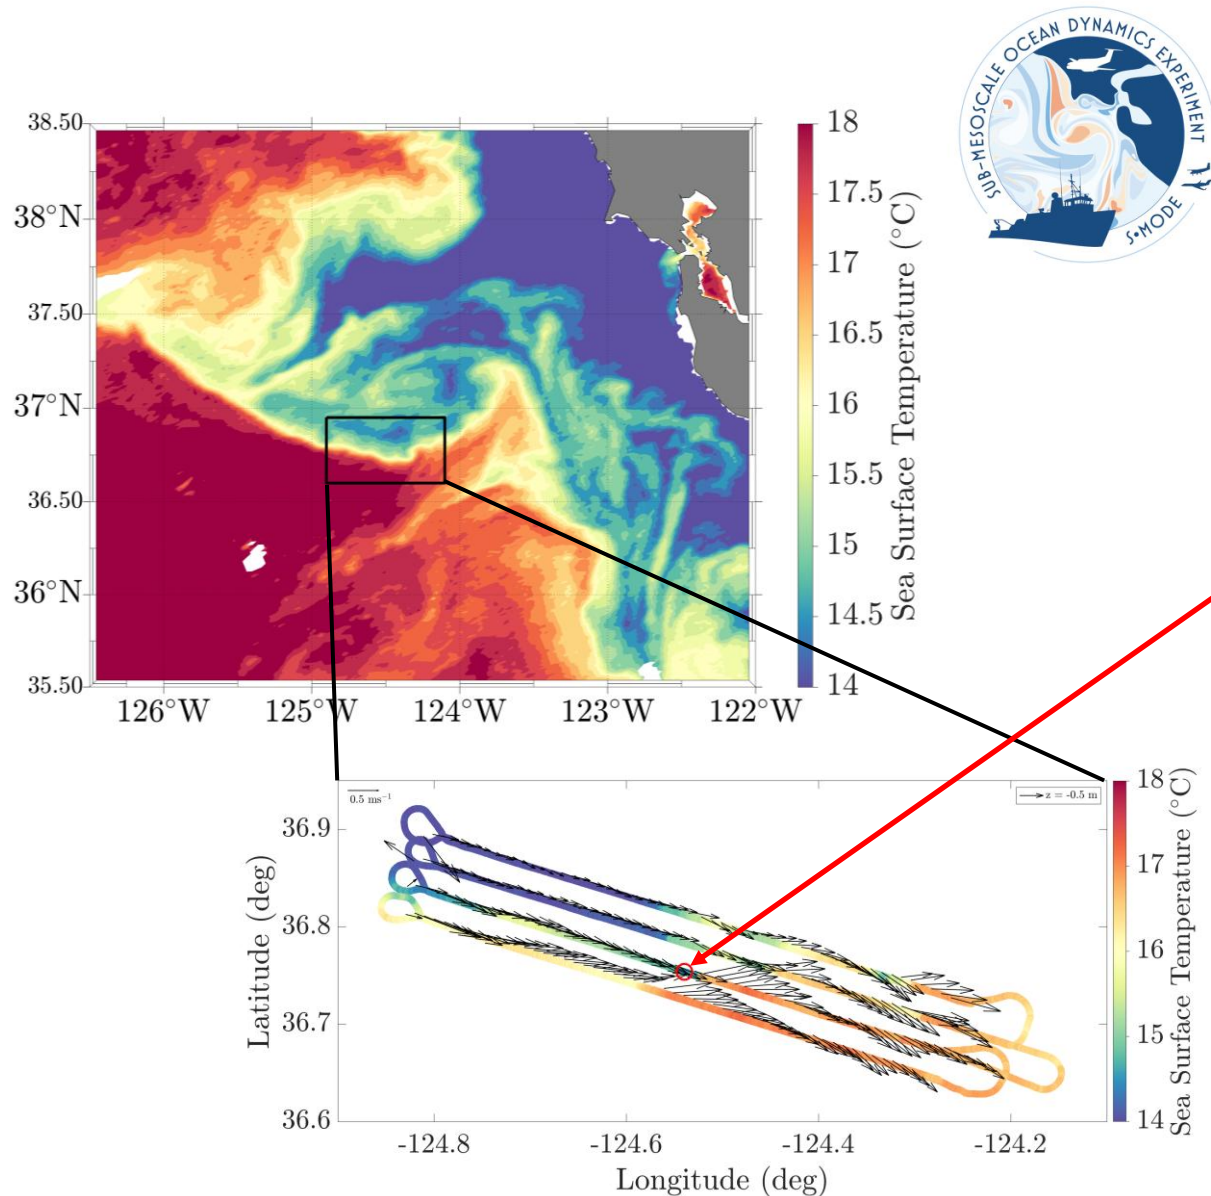 SUB-MESOSCALE OCEAN DYNAMICS EXPERIMENT
S•MODE
38.50
38°N
37.50
37°N
36.50
36°N
35.50
126°W
125°W
124°W
123°W
122°W
18
17.5
17
16.5
16
15.5
15
14.5
14
Sea Surface Temperature (°C)
0.5 ms⁻¹
z = -0.5 m
36.9
36.8
36.7
36.6
Latitude (deg)
-124.8
-124.6
-124.4
-124.2
Longitude (deg)
18
17
16
15
14
Sea Surface Temperature (°C)